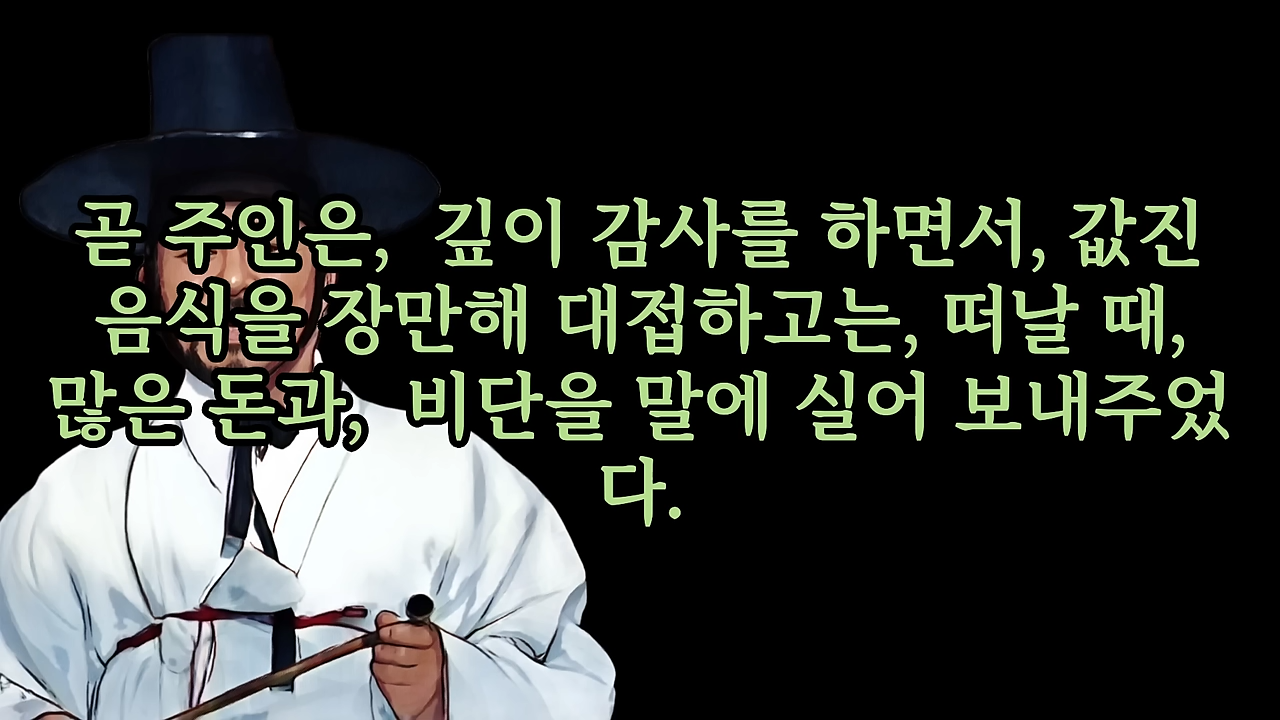 곧 주인은,  깊이 감사를 하면서, 값진
음식을 장만해 대접하고는, 떠날 때,
많은 돈과,  비단을 말에 실어 보내주었
다.